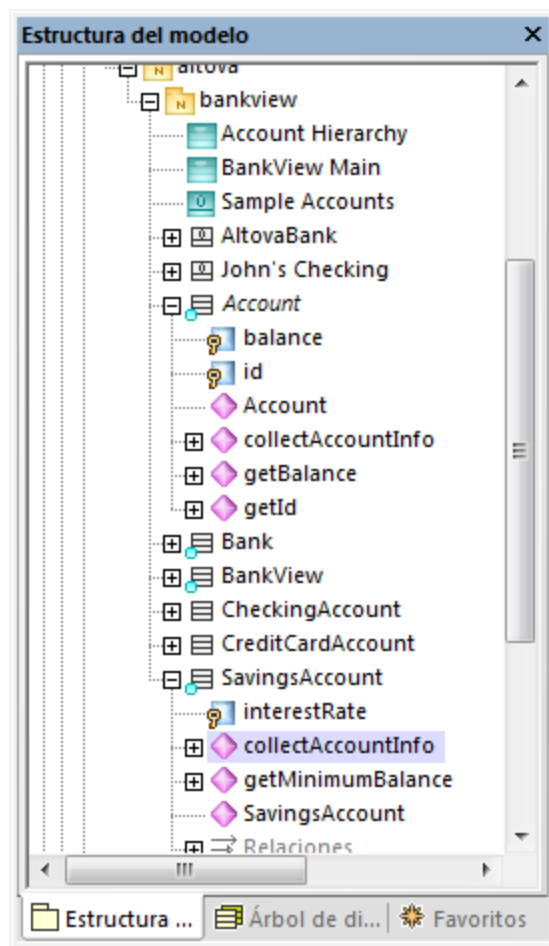 Estructura del modelo
altova
bankview
Account Hierarchy
BankView Main
Sample Accounts
AltovaBank
John's Checking
Account
balance
id
Account
collectAccountInfo
getBalance
getId
Bank
BankView
CheckingAccount
CreditCardAccount
SavingsAccount
interestRate
collectAccountInfo
getMinimumBalance
SavingsAccount
Relaciones
Estructura ... Árbol de di... Favoritos